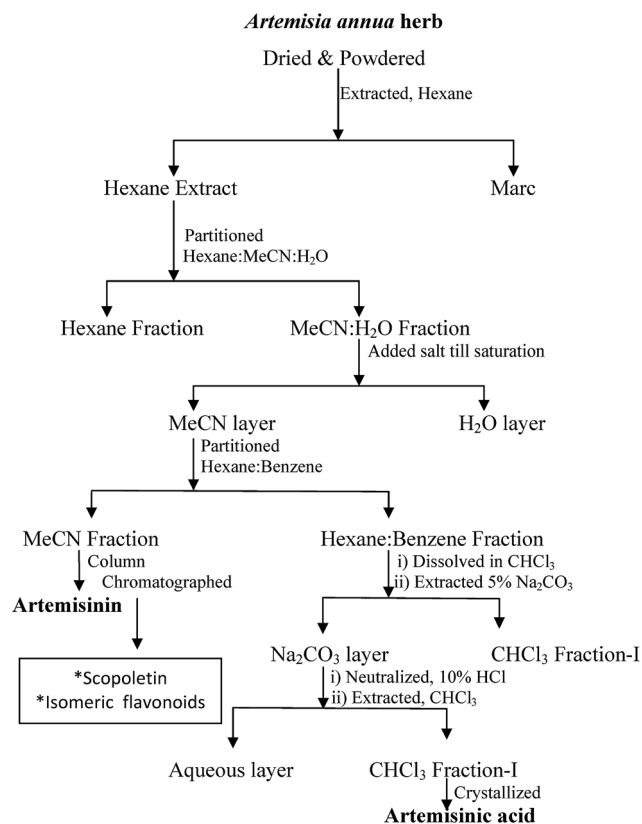 Artemisia annua herb
Dried & Powdered
Extracted, Hexane
Hexane Extract
Marc
Partitioned
Hexane:MeCN:H₂O
Hexane Fraction
MeCN:H₂O Fraction
Added salt till saturation
MeCN layer
H₂O layer
Partitioned
Hexane:Benzene
MeCN Fraction
Hexane:Benzene Fraction
Column
Chromatographed
i) Dissolved in CHCl₃
ii) Extracted 5% Na₂CO₃
Artemisinin
Na₂CO₃ layer
CHCl₃ Fraction-I
*Scopoletin
*Isomeric flavonoids
i) Neutralized, 10% HCl
ii) Extracted, CHCl₃
Aqueous layer
CHCl₃ Fraction-I
Crystallized
Artemisinic acid